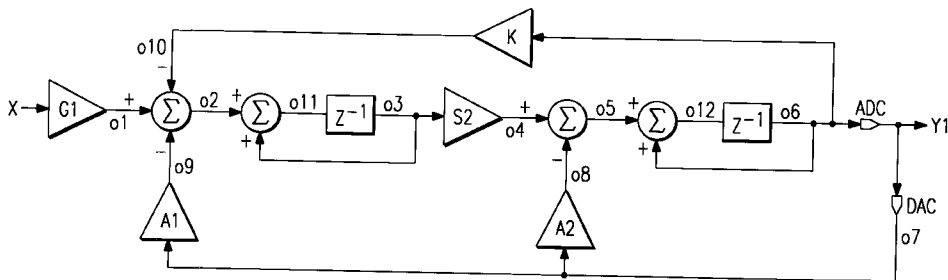 K
o10
−
X
G1
+
o1
Σ
o2
+
Σ
+
o11
Z⁻¹
o3
S2
+
o4
Σ
o5
+
Σ
+
o12
Z⁻¹
o6
ADC
Y1
−
o9
−
o8
A1
A2
DAC
o7